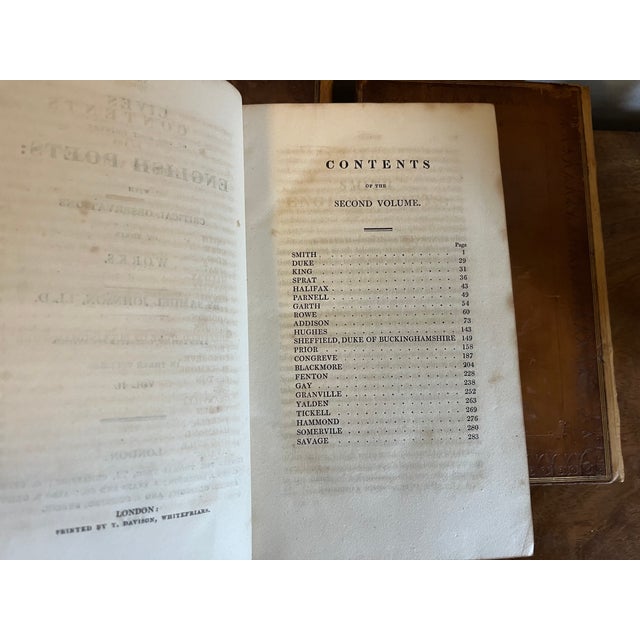 LONDON:
PRINTED BY T. DAVISON, WHITEFRIARS.
CONTENTS
OF THE
SECOND VOLUME.
Page
SMITH . . . . . . . . . . . . . . . 1
DUKE . . . . . . . . . . . . . . . 29
KING . . . . . . . . . . . . . . . 31
SPRAT . . . . . . . . . . . . . . . 36
HALIFAX . . . . . . . . . . . . . . 43
PARNELL . . . . . . . . . . . . . . 49
GARTH . . . . . . . . . . . . . . . 54
ROWE . . . . . . . . . . . . . . . 60
ADDISON . . . . . . . . . . . . . . 73
HUGHES . . . . . . . . . . . . . . 143
SHEFFIELD, DUKE OF BUCKINGHAMSHIRE 149
PRIOR . . . . . . . . . . . . . . . 158
CONGREVE . . . . . . . . . . . . . 187
BLACKMORE . . . . . . . . . . . . . 204
FENTON . . . . . . . . . . . . . . 228
GAY . . . . . . . . . . . . . . . . 238
GRANVILLE . . . . . . . . . . . . . 252
YALDEN . . . . . . . . . . . . . . 263
TICKELL . . . . . . . . . . . . . . 269
HAMMOND . . . . . . . . . . . . . . 276
SOMERVILE . . . . . . . . . . . . . 280
SAVAGE . . . . . . . . . . . . . . 283